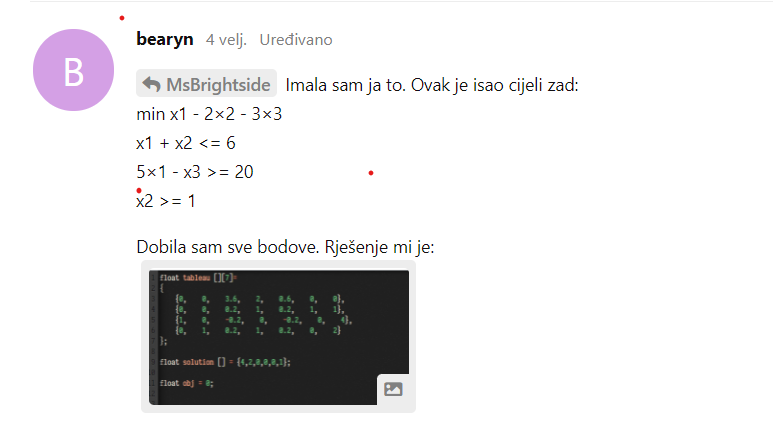 B
bearyn 4 velj. Uređivano
MsBrightside Imala sam ja to. Ovak je isao cijeli zad:
min x1 - 2×2 - 3×3
x1 + x2 <= 6
5×1 - x3 >= 20
x2 >= 1
Dobila sam sve bodove. Rješenje mi je:
float tableau [][7]=
{
{0, 0, 3.6, 2, 0.6, 0, 0},
{0, 0, 0.2, 1, 0.2, 1, 1},
{1, 0, -0.2, 0, -0.2, 0, 4},
{0, 1, 0.2, 1, 0.2, 0, 2}
};
float solution [] = {4,2,0,0,0,1};
float obj = 0;